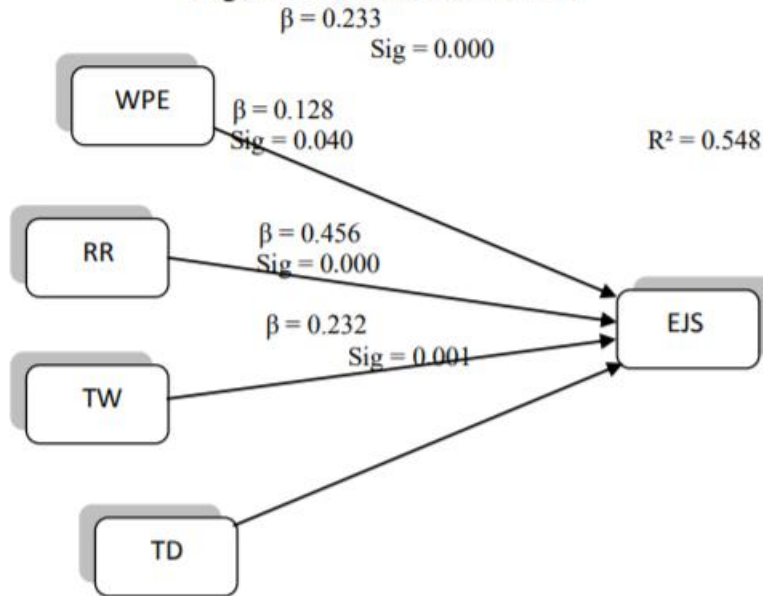 β = 0.233
Sig = 0.000
WPE
β = 0.128
Sig = 0.040
R² = 0.548
RR
β = 0.456
Sig = 0.000
EJS
β = 0.232
Sig = 0.001
TW
TD